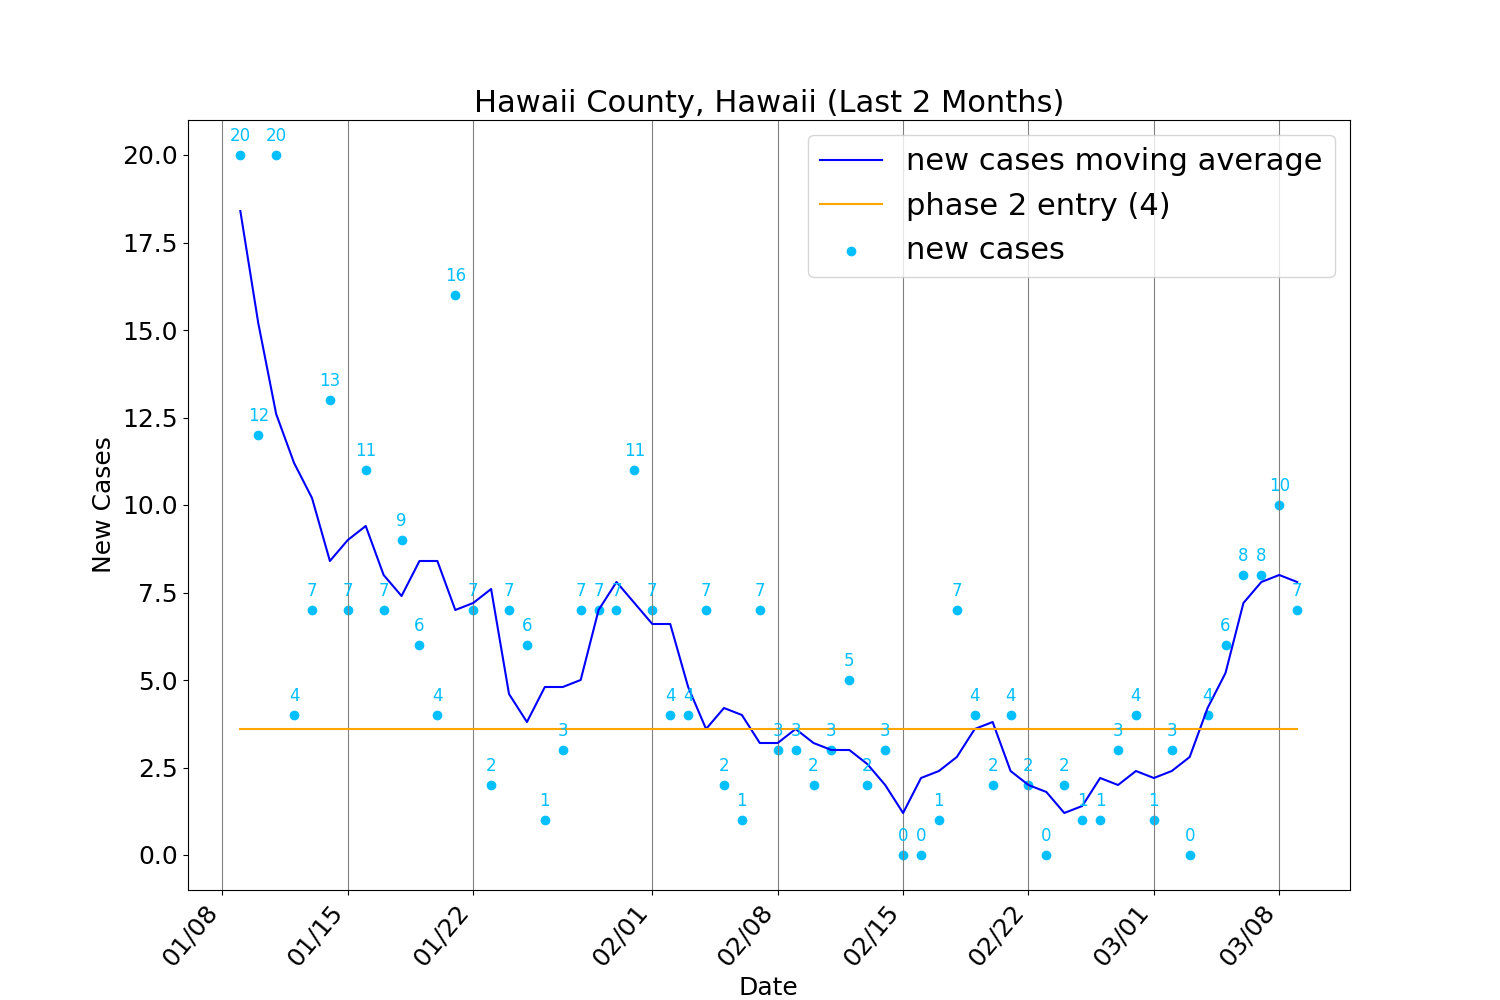 Hawaii County, Hawaii (Last 2 Months)
new cases moving average
phase 2 entry (4)
new cases
New Cases
20.0
17.5
15.0
12.5
10.0
7.5
5.0
2.5
0.0
20 12 20 4 7 13 7 11 7 9 6 4 16 7 2 7 6 1 3 7 7 7 11 7 4 4 7 2 1 7 3 3 2 3 5 2 3 0 0 1 7 4 2 4 2 0 2 1 1 3 4 1 3 0 4 6 8 8 10 7
01/08 01/15 01/22 02/01 02/08 02/15 02/22 03/01 03/08
Date